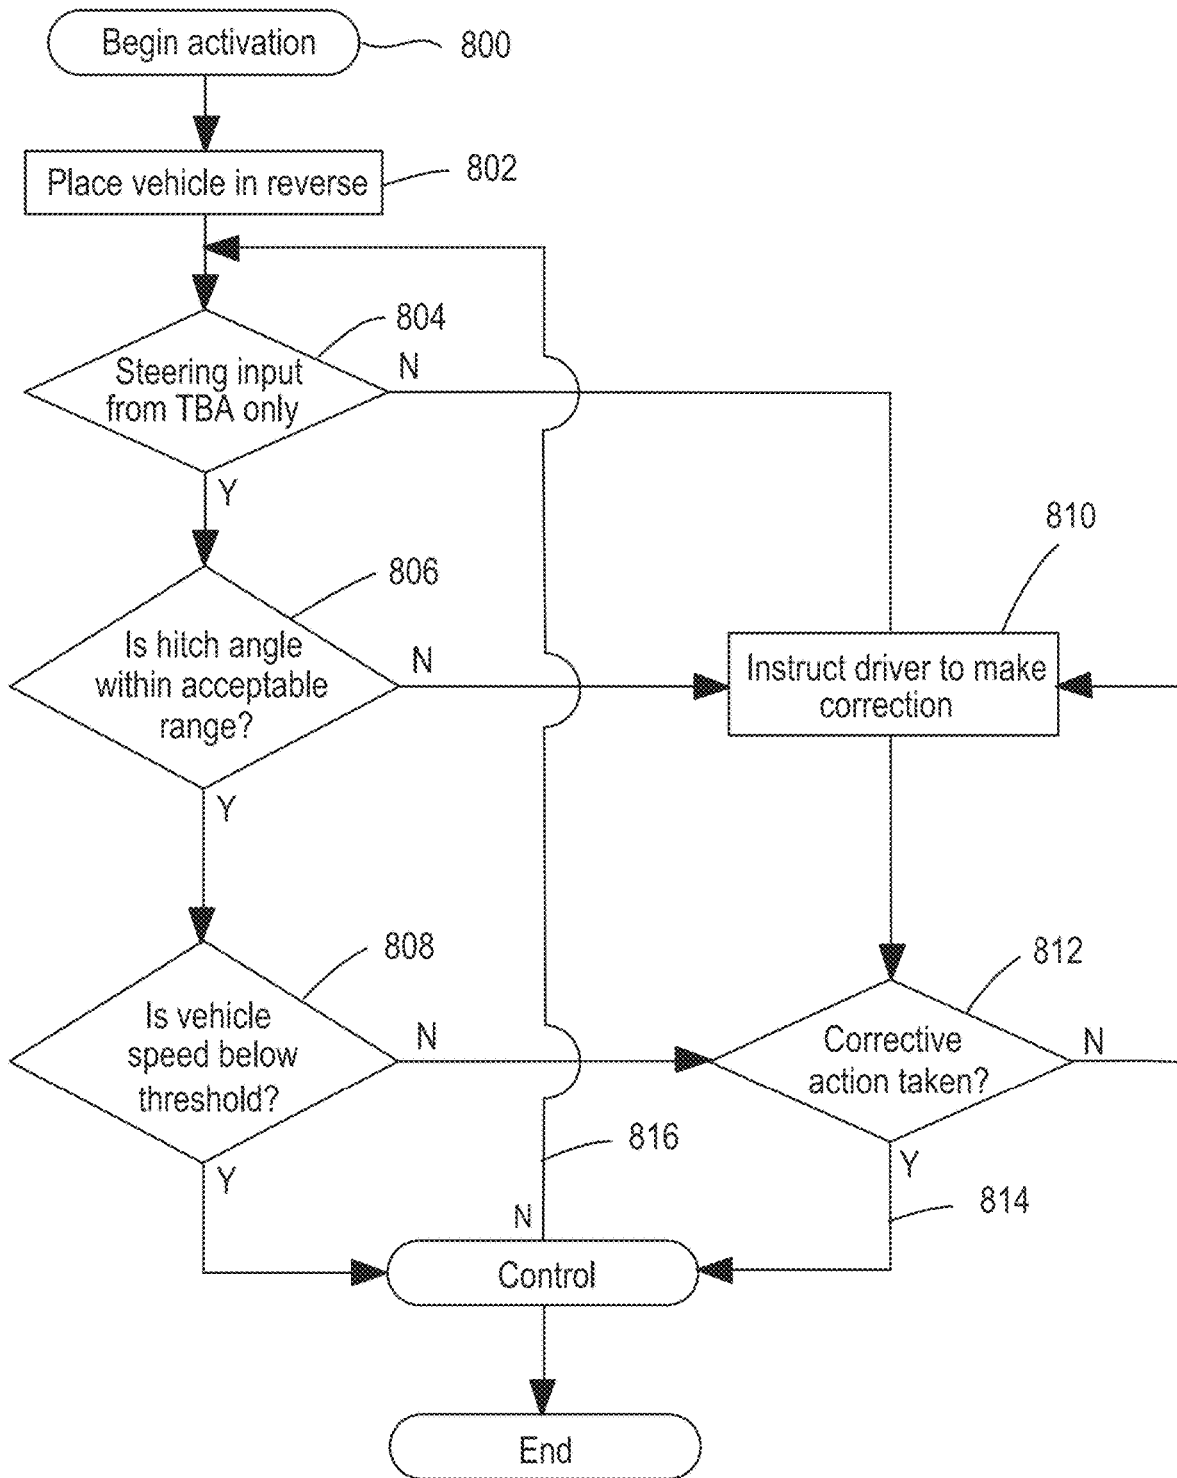 Begin activation
800
Place vehicle in reverse
802
804
Steering input
from TBA only
N
Y
806
Is hitch angle
within acceptable
range?
N
Y
810
Instruct driver to make
correction
808
Is vehicle
speed below
threshold?
N
Y
812
Corrective
action taken?
N
Y
816
814
N
Control
End